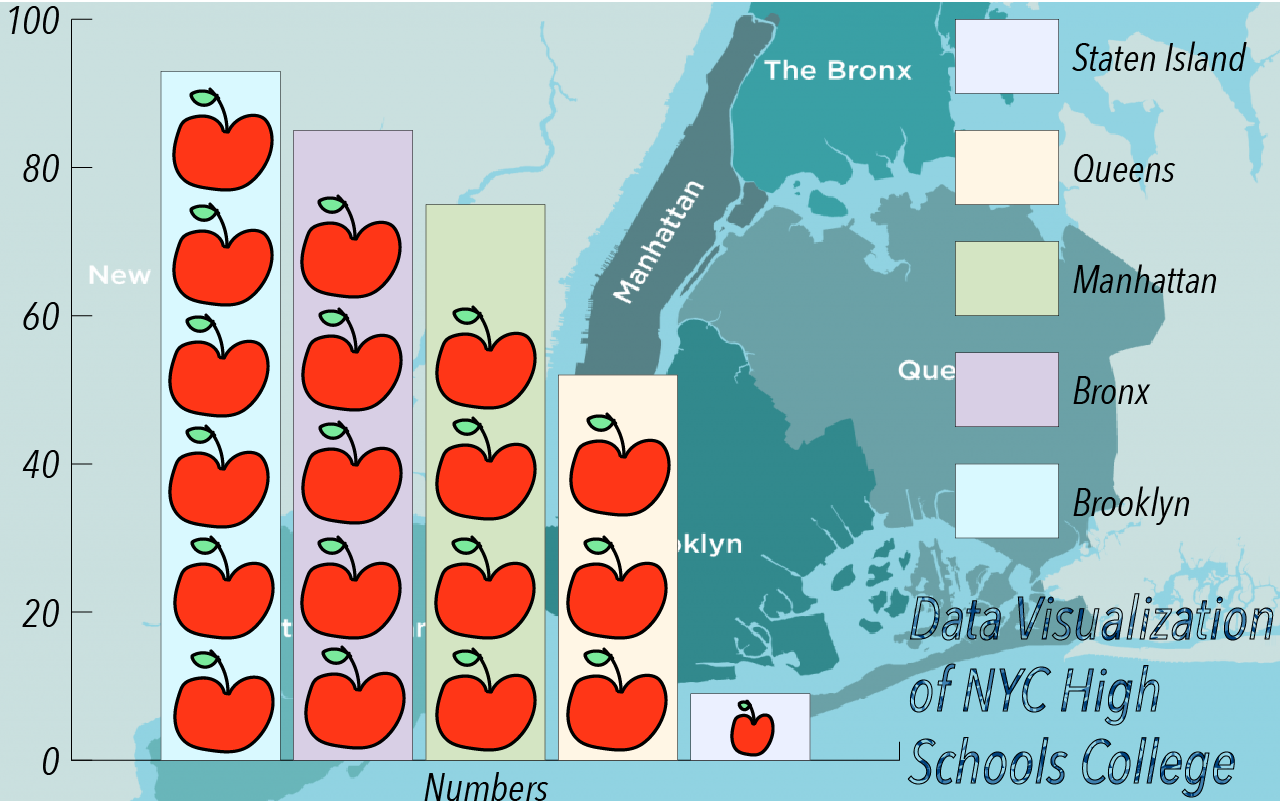 100
80
60
40
20
0
Numbers
New
Manhattan
The Bronx
Que
oklyn
t
ar
Staten Island
Queens
Manhattan
Bronx
Brooklyn
Data Visualization
of NYC High
Schools College